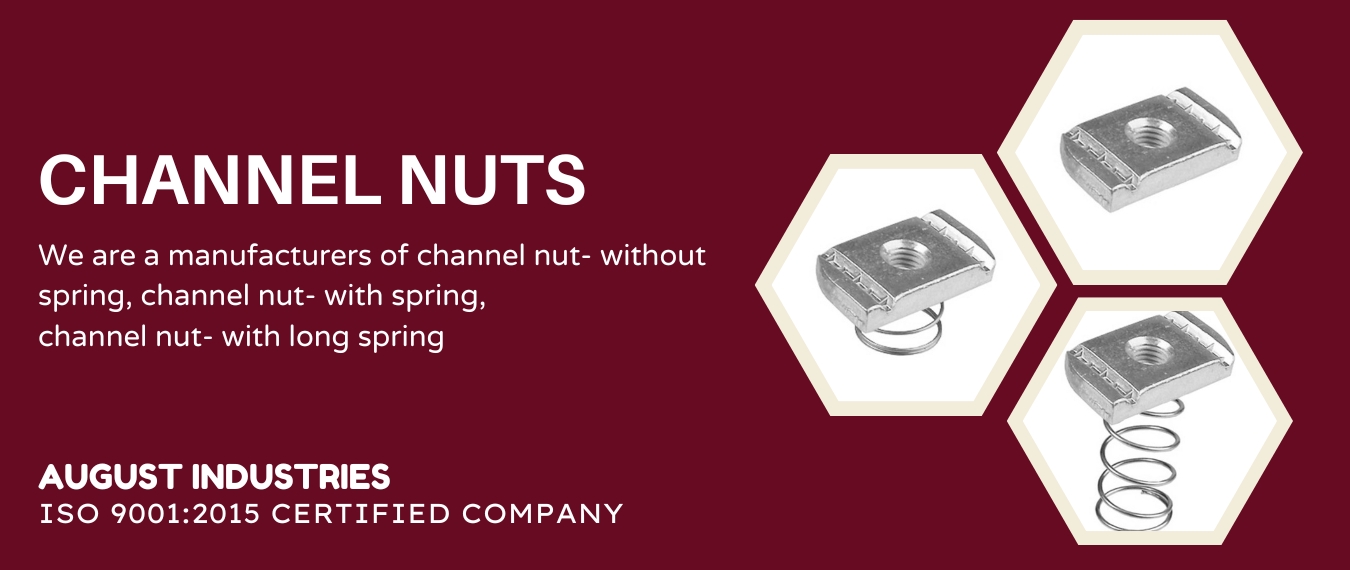 CHANNEL NUTS
We are a manufacturers of channel nut- without
spring, channel nut- with spring,
channel nut- with long spring
AUGUST INDUSTRIES
ISO 9001:2015 CERTIFIED COMPANY